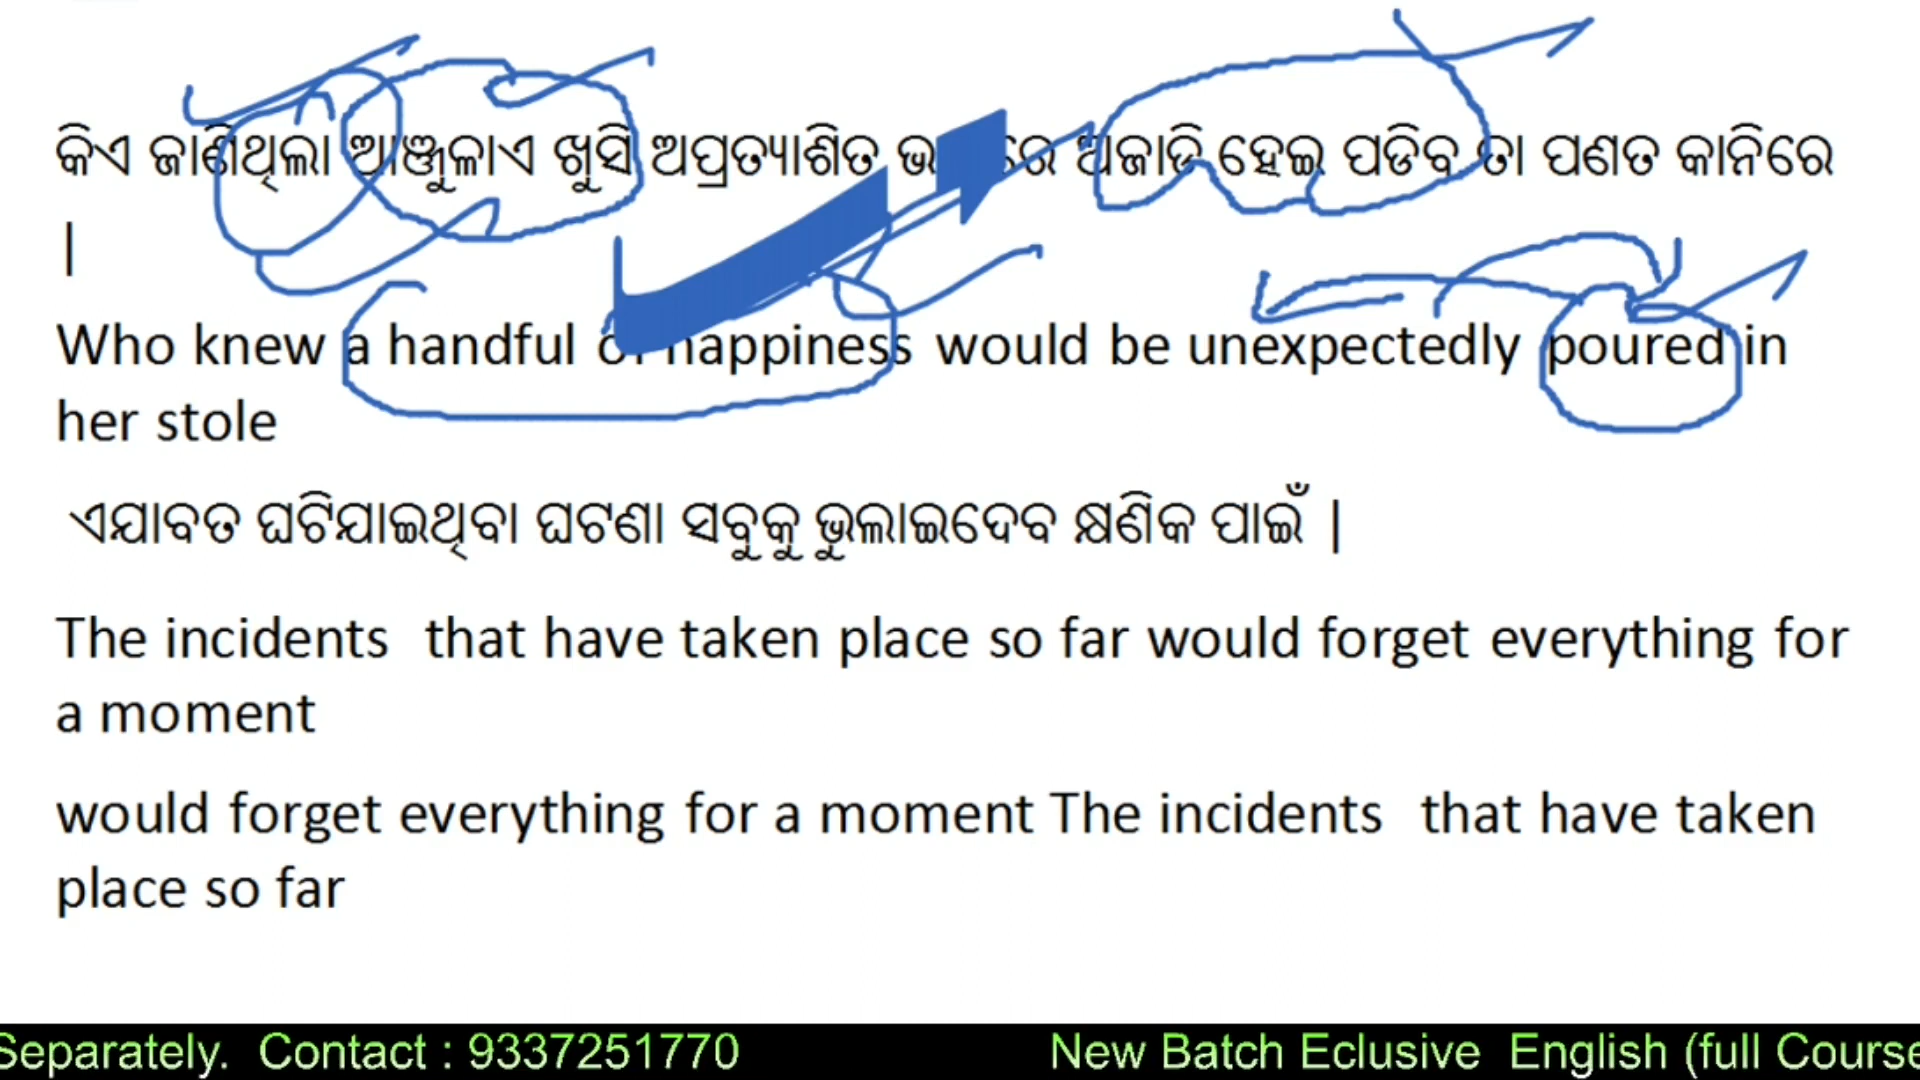 କିଏ ଜାଣିଥିଲା ଆଞ୍ଜୁଳାଏ ଖୁସି ଅପ୍ରତ୍ୟାଶିତ ଅଜାଡି ହେଇ ପଡିବ ତା ପଣତ କାନିରେ
|
Who knew a handful of happiness would be unexpectedly poured in
her stole
ଏଯାବତ ଘଟିଯାଇଥିବା ଘଟଣା ସବୁକୁ ଭୁଲାଇଦେବ କ୍ଷଣିକ ପାଇଁ |
The incidents that have taken place so far would forget everything for
a moment
would forget everything for a moment The incidents that have taken
place so far
Separately. Contact : 9337251770 New Batch Eclusive English (full Course